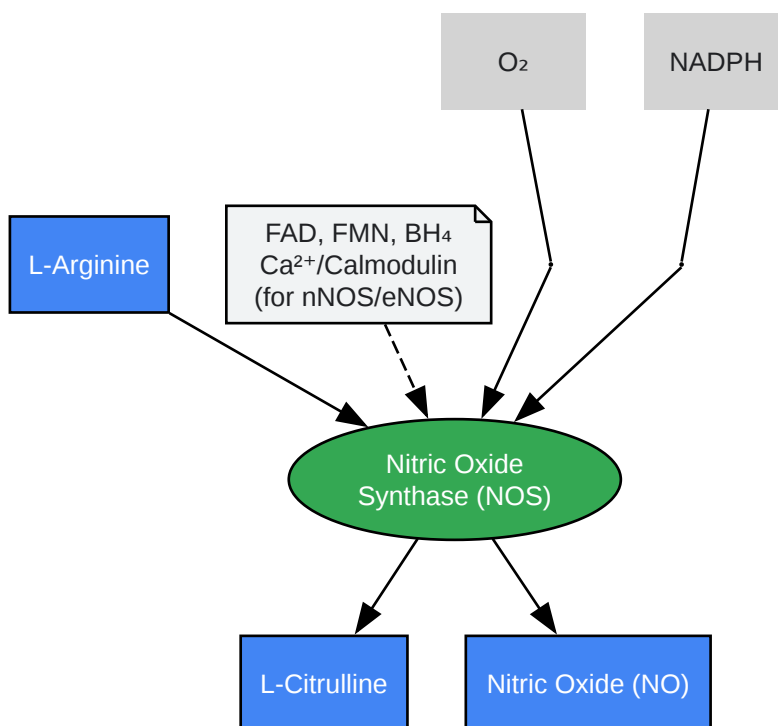 O₂
NADPH
L-Arginine
FAD, FMN, BH₄
Ca²⁺/Calmodulin
(for nNOS/eNOS)
Nitric Oxide
Synthase (NOS)
L-Citrulline
Nitric Oxide (NO)